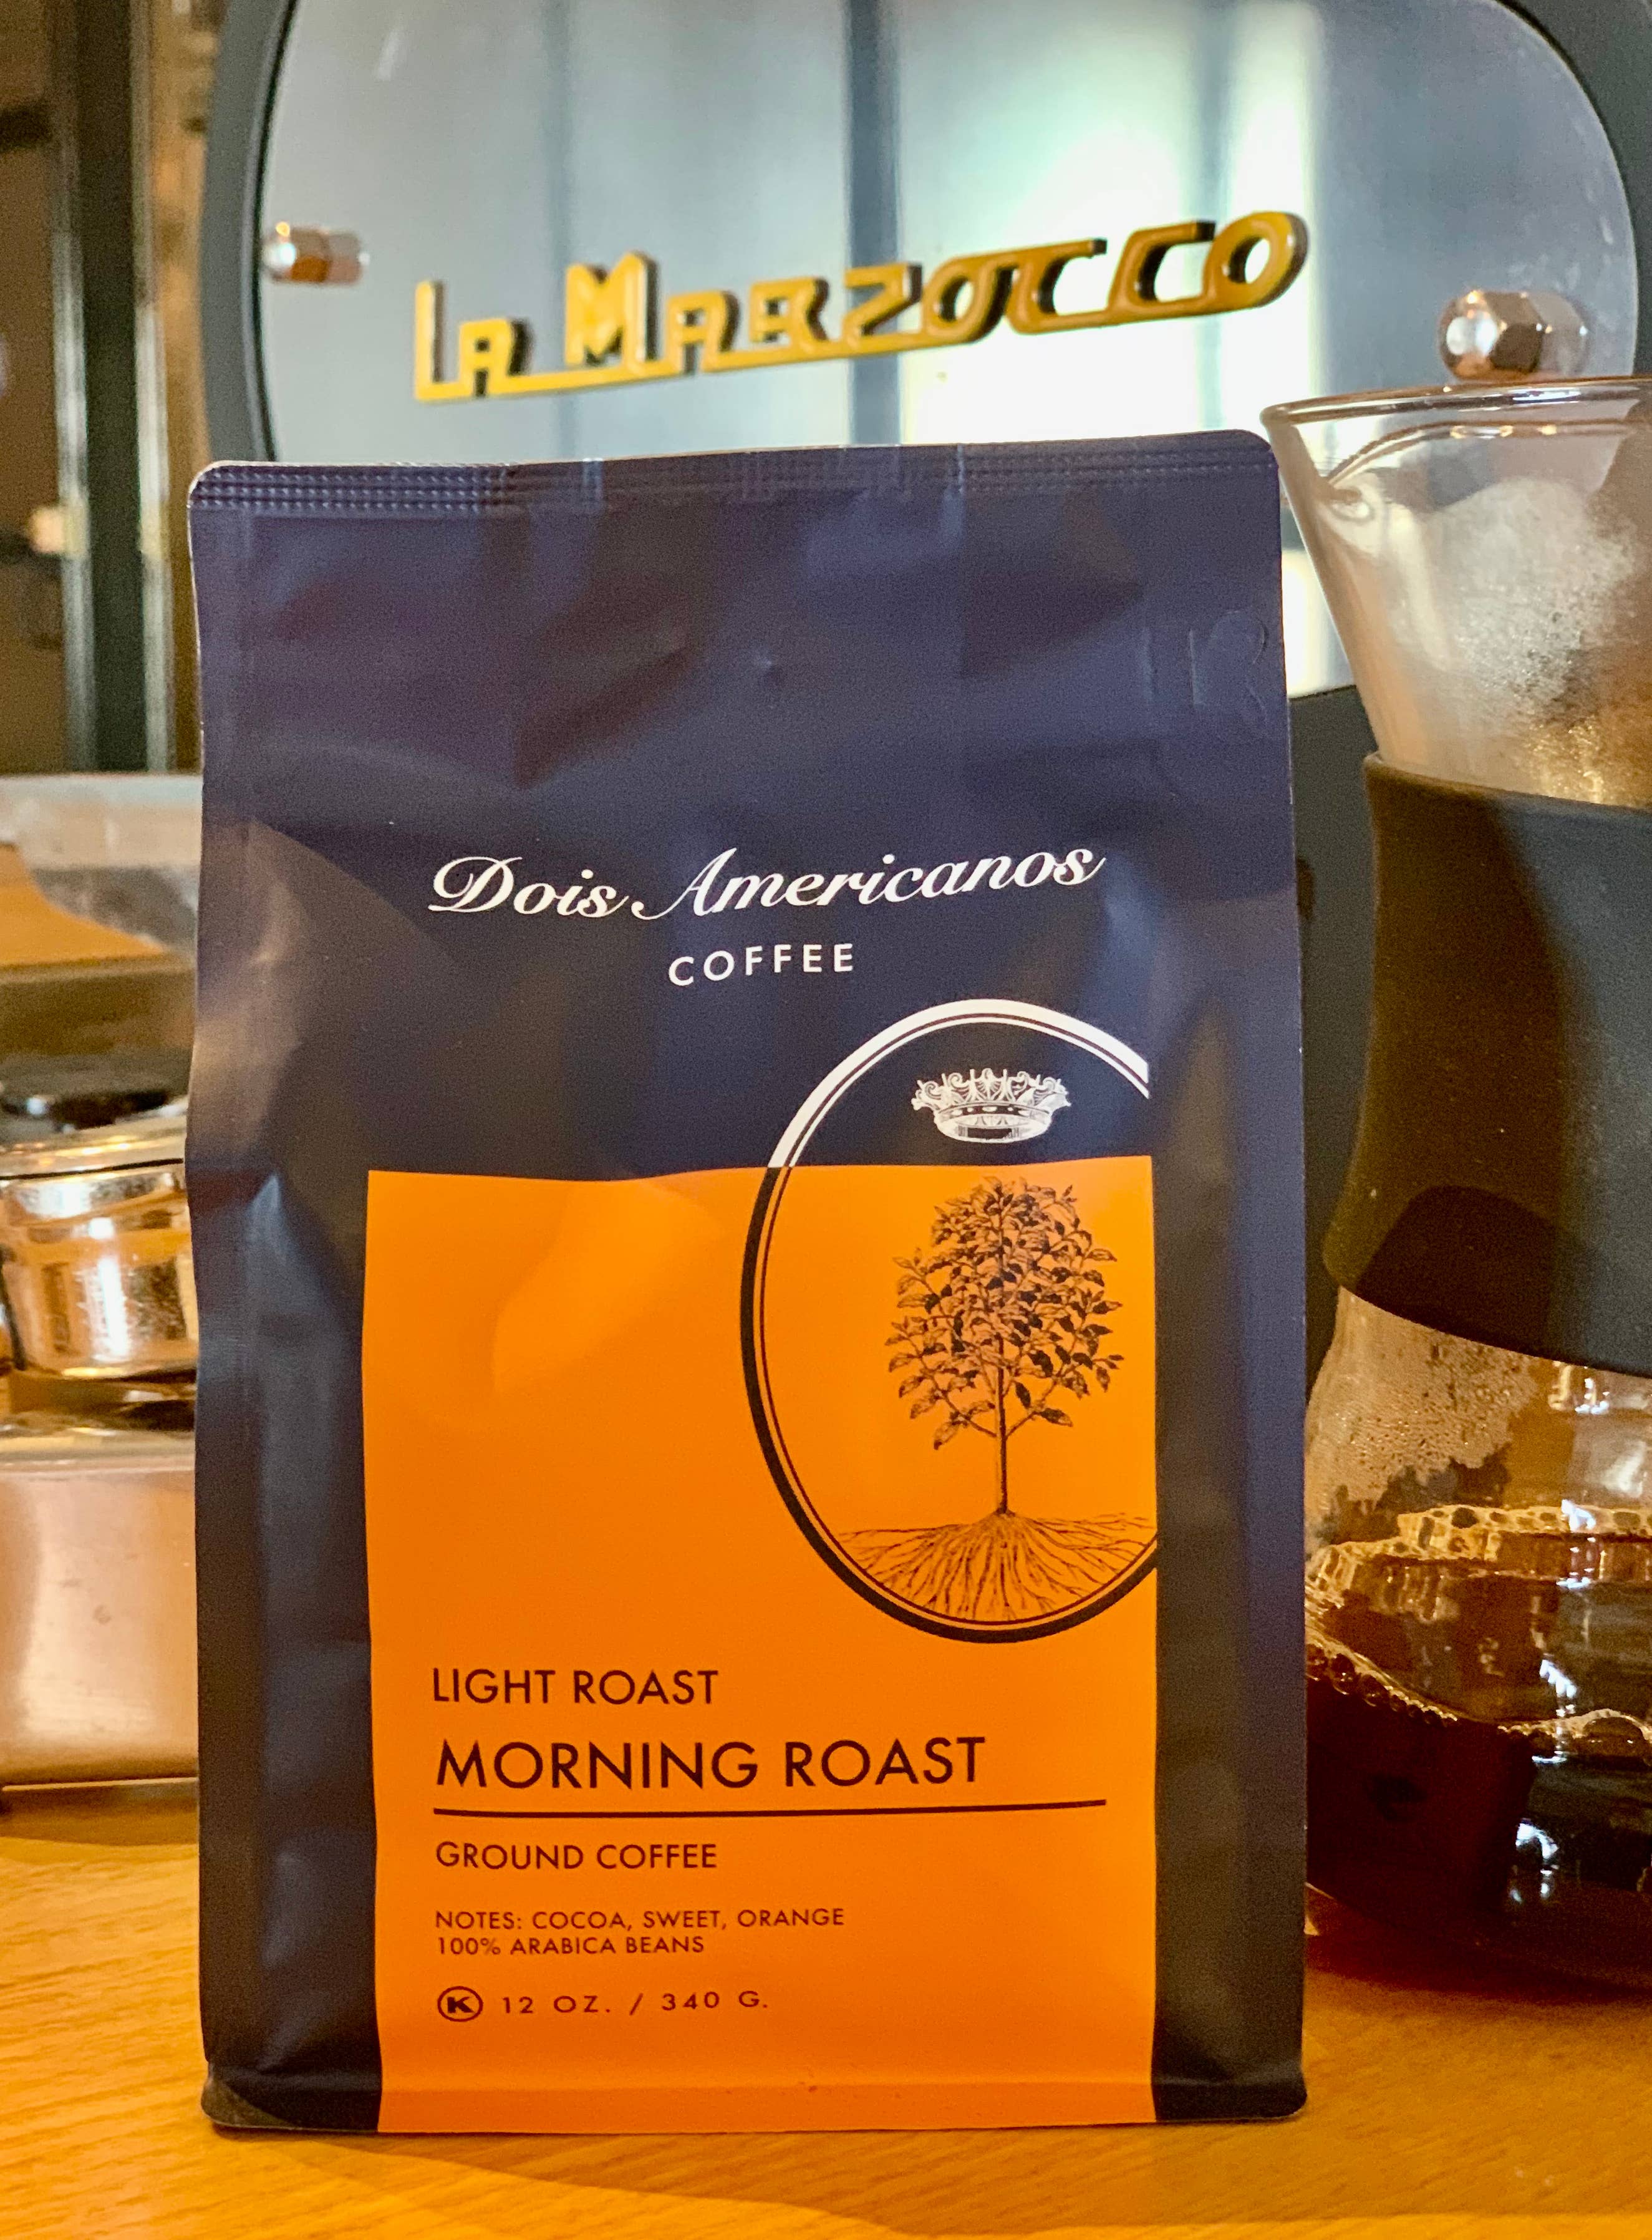 La Marzocco
Dois Americanos
COFFEE
LIGHT ROAST
MORNING ROAST
GROUND COFFEE
NOTES: COCOA, SWEET, ORANGE
100% ARABICA BEANS
K 12 OZ. / 340 G.